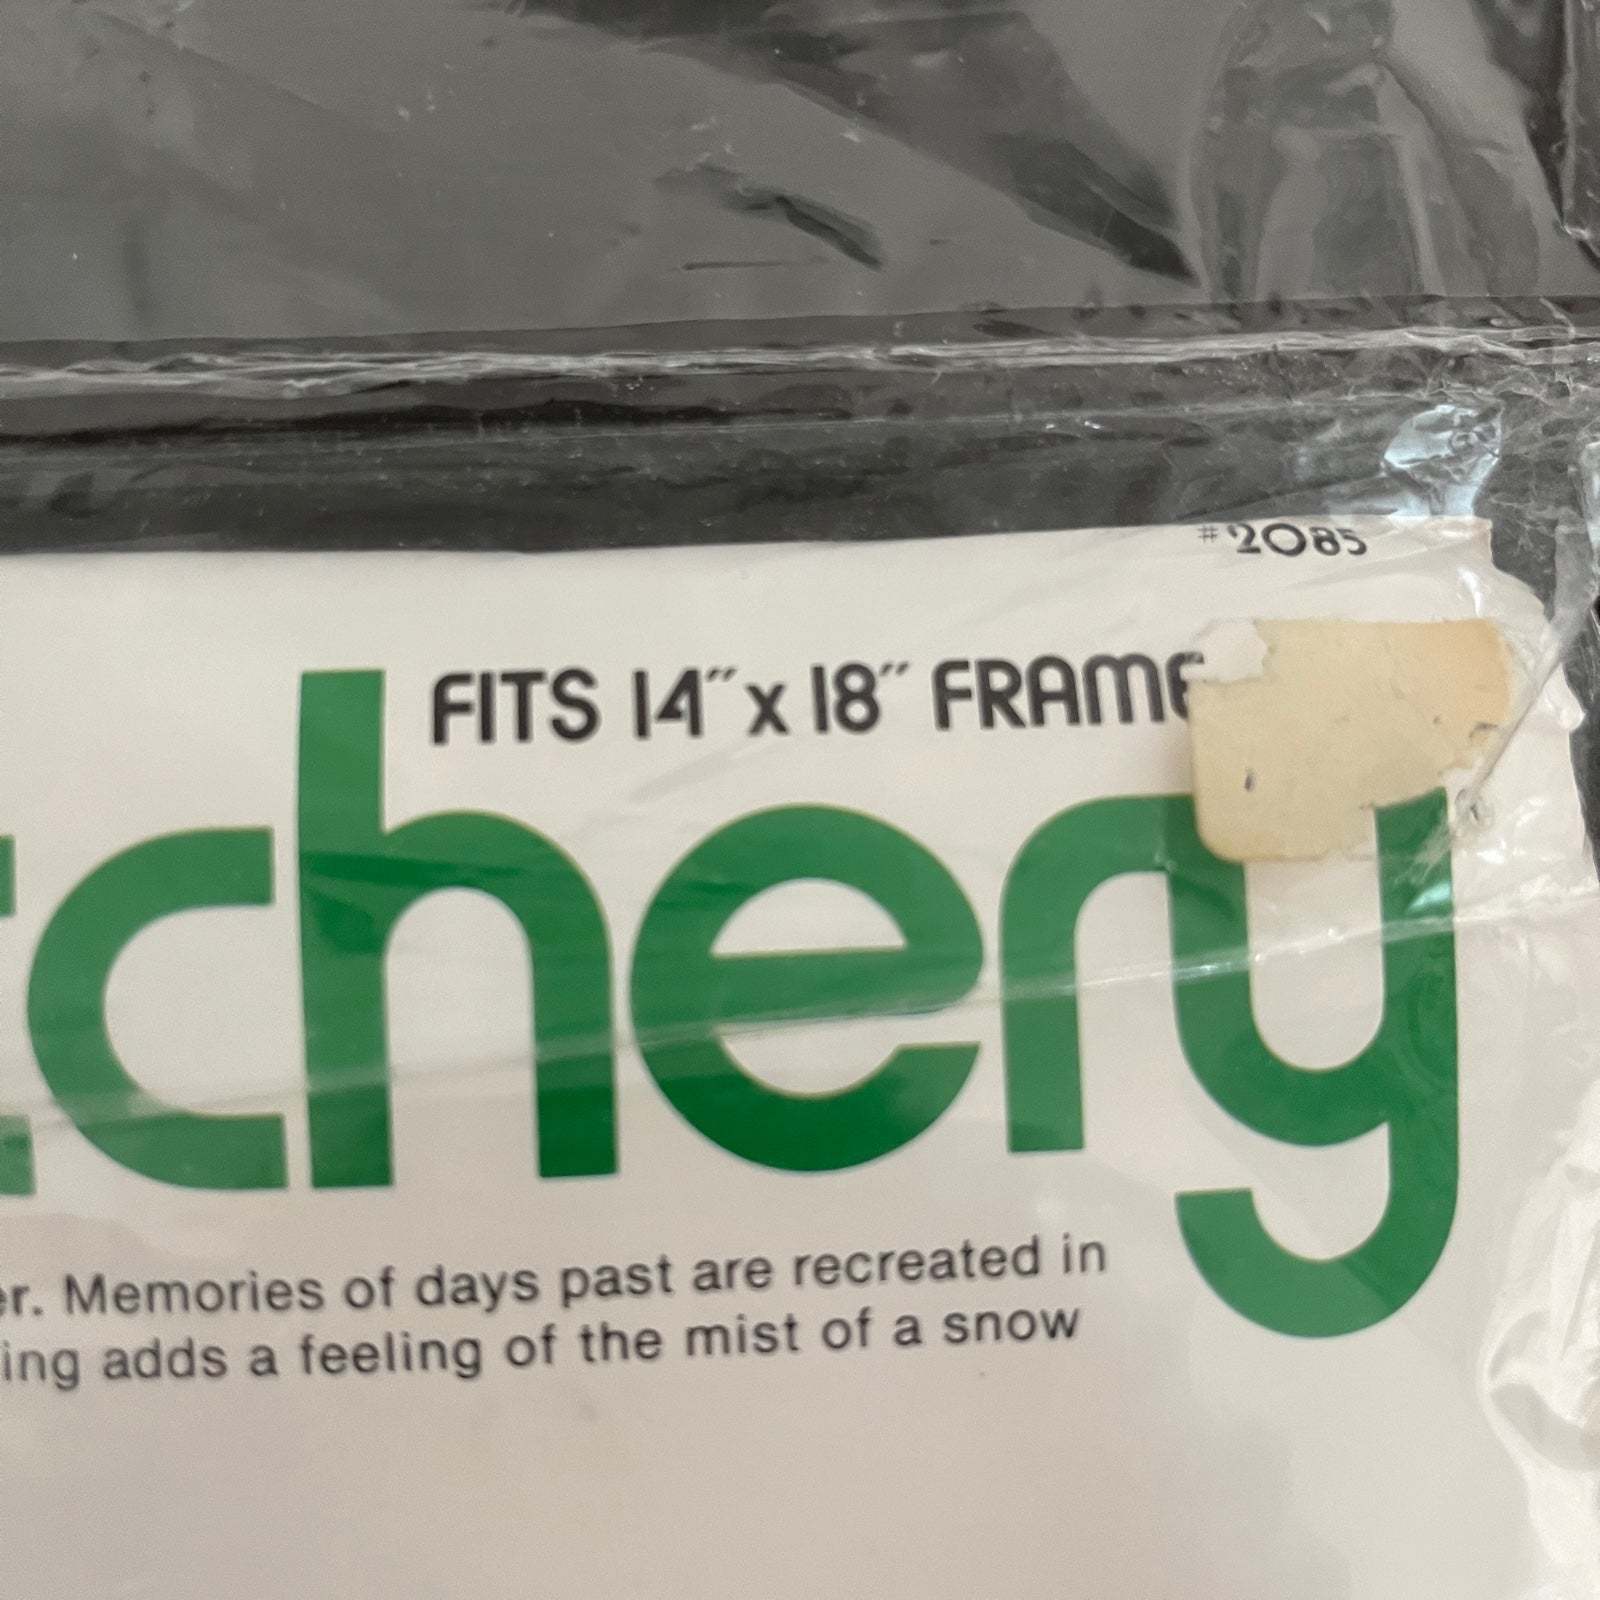 #2085
FITS 14" x 18" FRAME
tchery
er. Memories of days past are recreated in
ing adds a feeling of the mist of a snow